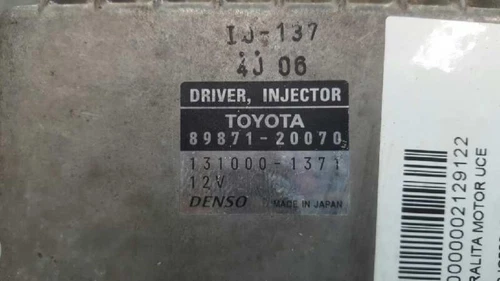 IJ-137
4J 06
DRIVER, INJECTOR
TOYOTA
89871-20070
131000-1371
12V
DENSO MADE IN JAPAN
0000002129122
RALITA MOTOR UCE